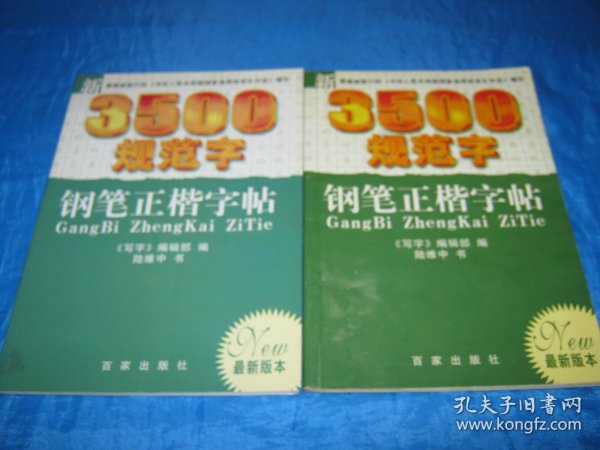 新
3500
规范字
钢笔正楷字帖
GangBi ZhengKai ZiTie
《写字》编辑部 编
陆维中 书
百家出版社
New
最新版本
新
3500
规范字
钢笔正楷字帖
GangBi ZhengKai ZiTie
《写字》编辑部 编
陆维中 书
百家出版社
New
最新版本
孔夫子旧书网
www.kongfz.com